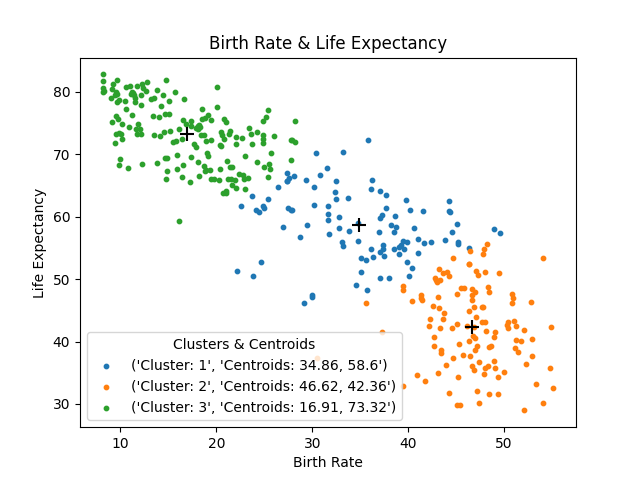 Birth Rate & Life Expectancy
80
70
60
50
40
30
Life Expectancy
Clusters & Centroids
('Cluster: 1', 'Centroids: 34.86, 58.6')
('Cluster: 2', 'Centroids: 46.62, 42.36')
('Cluster: 3', 'Centroids: 16.91, 73.32')
10 20 30 40 50
Birth Rate